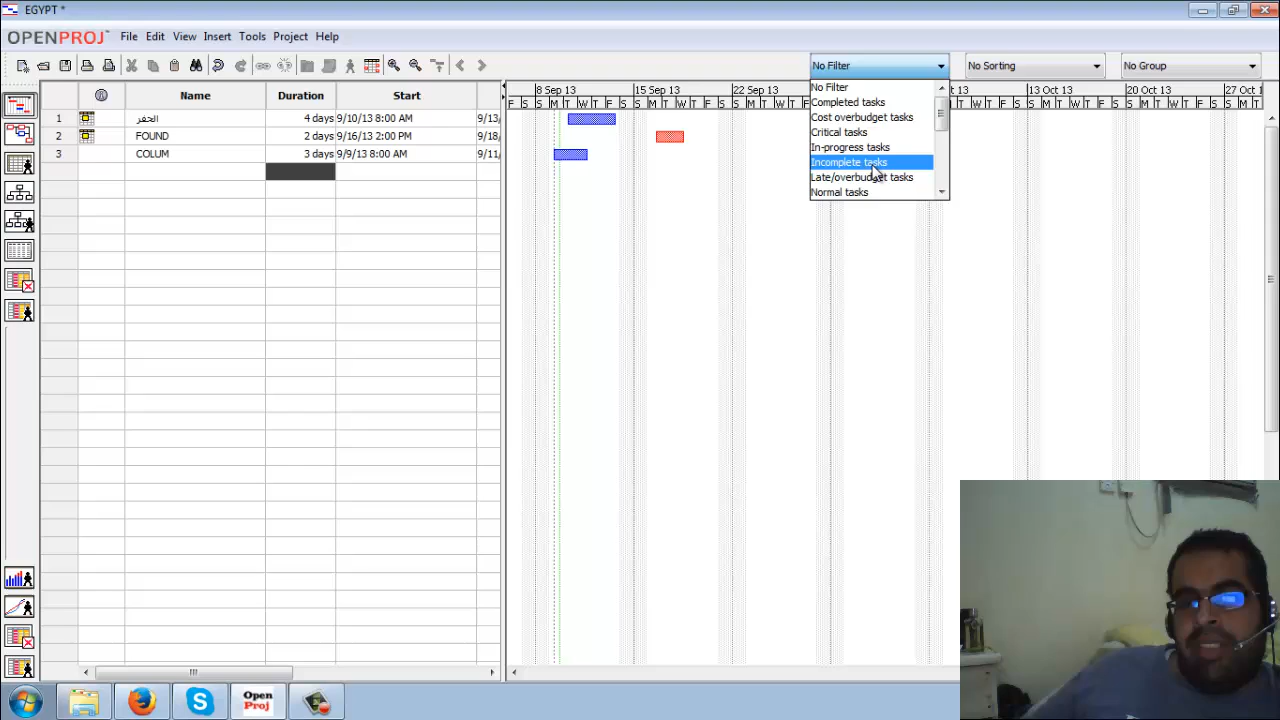 EGYPT *
OPENPROJ™ File Edit View Insert Tools Project Help
No Filter No Sorting No Group
Name Duration Start
8 Sep 13 15 Sep 13 22 Sep 13 ct 13 13 Oct 13 20 Oct 13 27 Oct 1
F S S M T W T F S S M T W T F S S M T W T F
1 الحفر 4 days 9/10/13 8:00 AM 9/13/
2 FOUND 2 days 9/16/13 2:00 PM 9/18/
3 COLUM 3 days 9/9/13 8:00 AM 9/11/
No Filter
Completed tasks
Cost overbudget tasks
Critical tasks
In-progress tasks
Incomplete tasks
Late/overbudget tasks
Normal tasks
Open
Proj